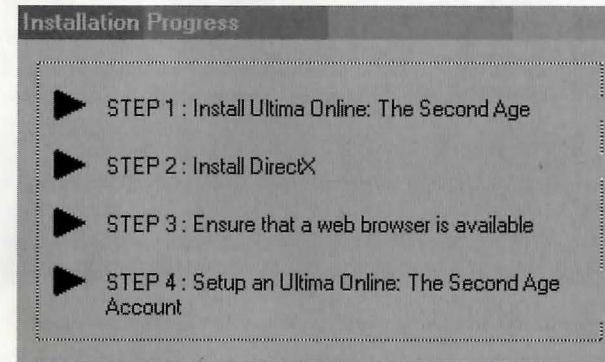 Installation Progress
STEP 1 : Install Ultima Online: The Second Age
STEP 2 : Install DirectX
STEP 3 : Ensure that a web browser is available
STEP 4 : Setup an Ultima Online: The Second Age
Account